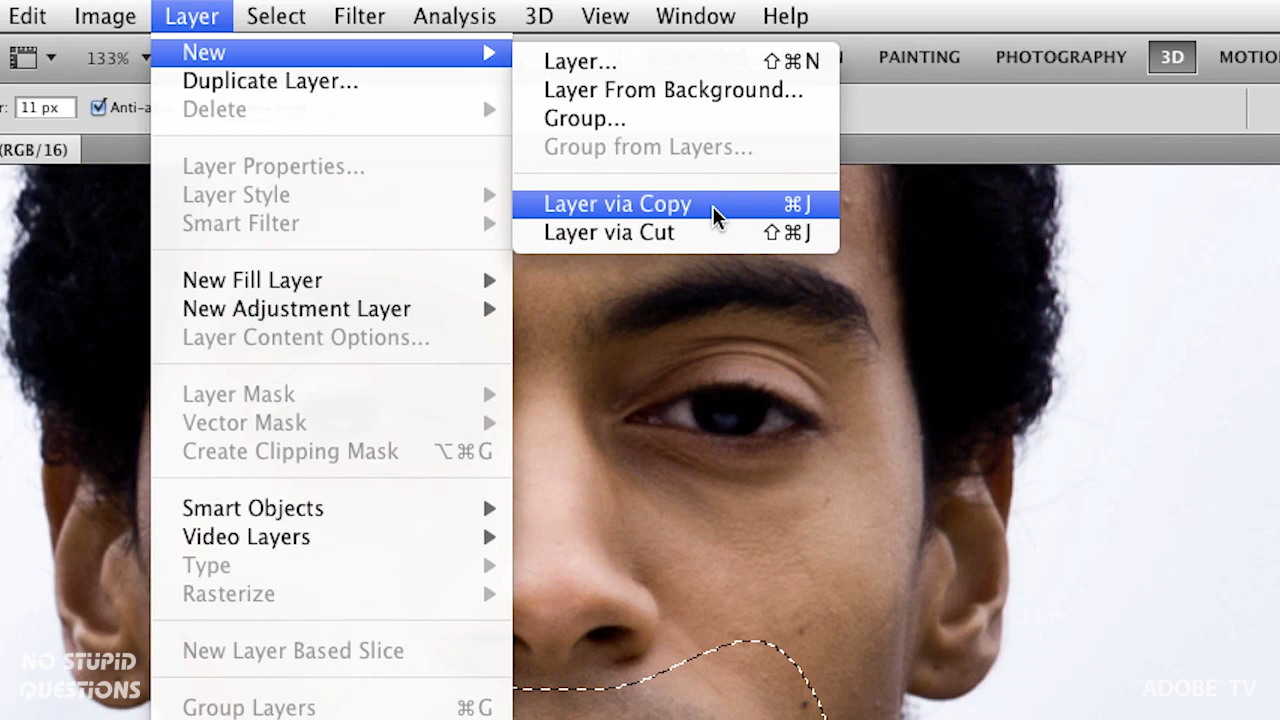 Edit Image Layer Select Filter Analysis 3D View Window Help
133% PAINTING PHOTOGRAPHY 3D MOTIO
11 px Anti-a
(RGB/16)
New
Duplicate Layer...
Delete
Layer Properties...
Layer Style
Smart Filter
New Fill Layer
New Adjustment Layer
Layer Content Options...
Layer Mask
Vector Mask
Create Clipping Mask ⌥⌘G
Smart Objects
Video Layers
Type
Rasterize
New Layer Based Slice
Group Layers ⌘G
Layer... ⇧⌘N
Layer From Background...
Group...
Group from Layers...
Layer via Copy ⌘J
Layer via Cut ⇧⌘J
NO STUPID
QUESTIONS
ADOBE TV